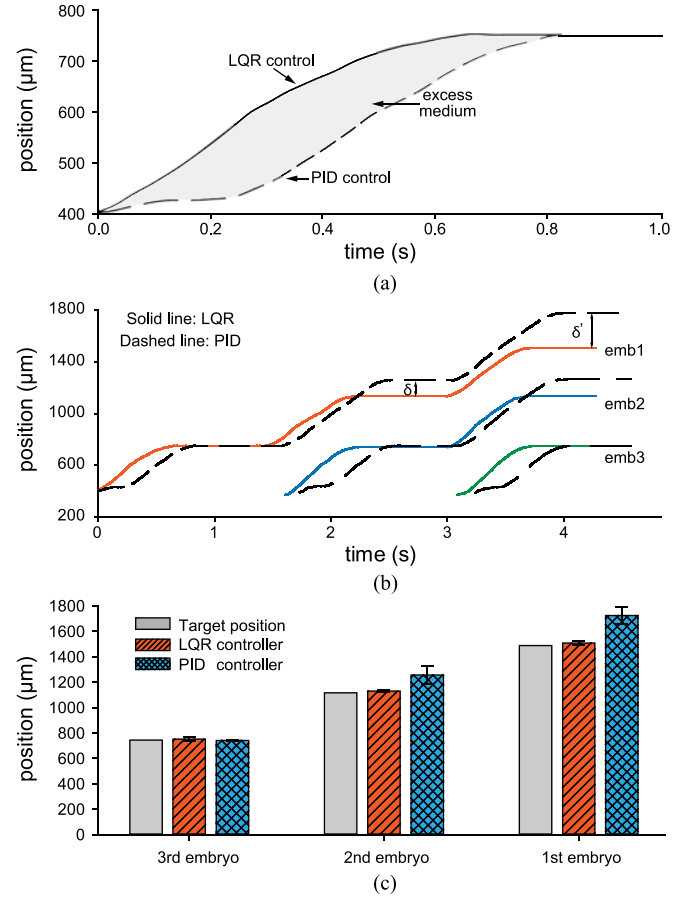 800
700
600
500
400
position (μm)
LQR control
excess
medium
PID control
0.0
0.2
0.4
0.6
0.8
1.0
time (s)
(a)
1800
1400
1000
600
200
position (μm)
Solid line: LQR
Dashed line: PID
δ
δ'
emb1
emb2
emb3
0
1
2
3
4
time (s)
(b)
1800
1600
1400
1200
1000
800
600
400
200
0
position (μm)
Target position
LQR controller
PID controller
3rd embryo
2nd embryo
1st embryo
(c)